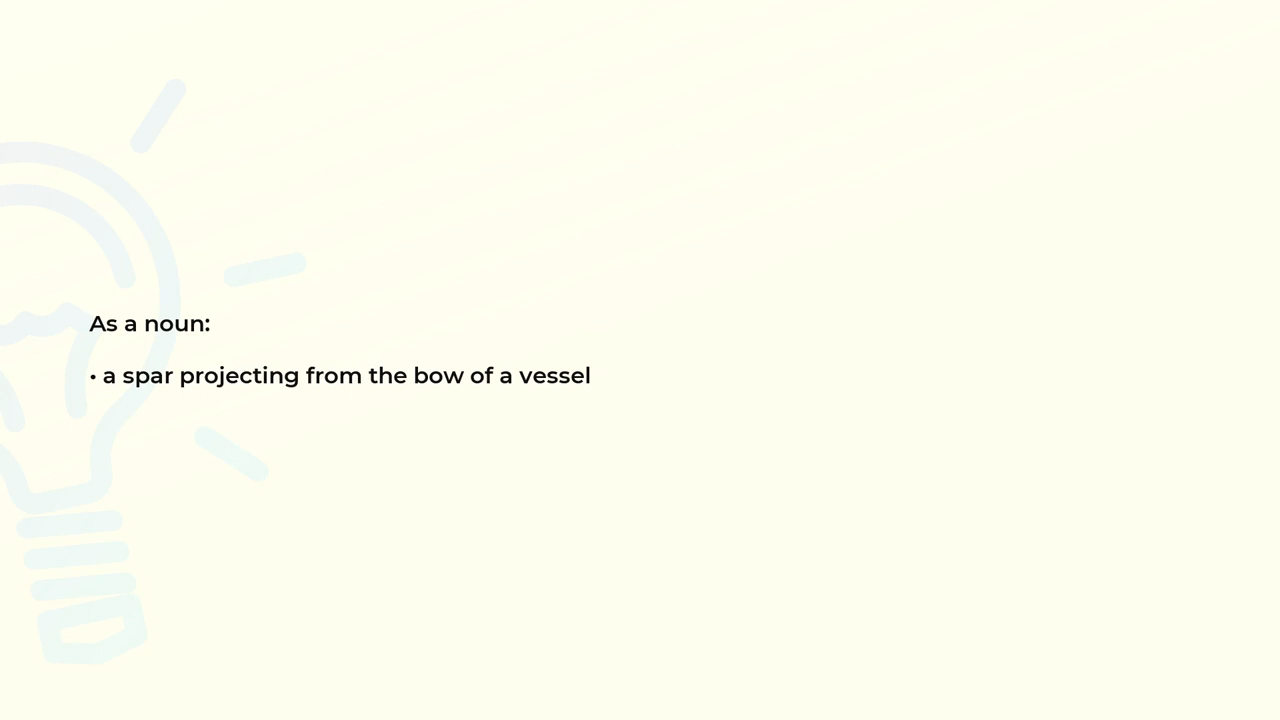 As a noun:
• a spar projecting from the bow of a vessel